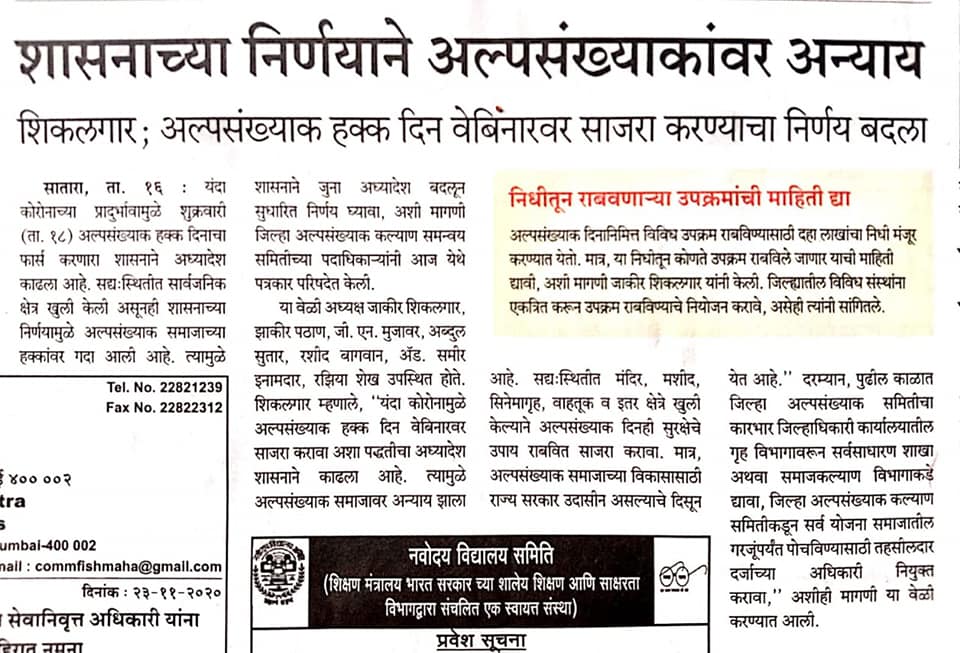 शासनाच्या निर्णयाने अल्पसंख्याकांवर अन्याय
शिकलगार; अल्पसंख्याक हक्क दिन वेबिनारवर साजरा करण्याचा निर्णय बदला
सातारा, ता. १६ : यंदा
कोरोनाच्या प्रादुर्भावामुळे शुक्रवारी
(ता. १८) अल्पसंख्याक हक्क दिनाचा
फार्स करणारा शासनाने अध्यादेश
काढला आहे. सद्यःस्थितीत सार्वजनिक
क्षेत्र खुली केली असूनही शासनाच्या
निर्णयामुळे अल्पसंख्याक समाजाच्या
हक्कांवर गदा आली आहे. त्यामुळे
शासनाने जुना अध्यादेश बदलून
सुधारित निर्णय घ्यावा, अशी मागणी
जिल्हा अल्पसंख्याक कल्याण समन्वय
समितीच्या पदाधिकाऱ्यांनी आज येथे
पत्रकार परिषदेत केली.
या वेळी अध्यक्ष जाकीर शिकलगार,
झाकीर पठाण, जी. एन. मुजावर, अब्दुल
सुतार, रशीद बागवान, ॲड. समीर
इनामदार, रझिया शेख उपस्थित होते.
शिकलगार म्हणाले, ‘‘यंदा कोरोनामुळे
अल्पसंख्याक हक्क दिन वेबिनारवर
साजरा करावा अशा पद्धतीचा अध्यादेश
शासनाने काढला आहे. त्यामुळे
अल्पसंख्याक समाजावर अन्याय झाला
आहे. सद्यःस्थितीत मंदिर, मशीद,
सिनेमागृह, वाहतूक व इतर क्षेत्रे खुली
केल्याने अल्पसंख्याक दिनही सुरक्षेचे
उपाय राबवित साजरा करावा. मात्र,
अल्पसंख्याक समाजाच्या विकासासाठी
राज्य सरकार उदासीन असल्याचे दिसून
येत आहे.’’ दरम्यान, पुढील काळात
जिल्हा अल्पसंख्याक समितीचा
कारभार जिल्हाधिकारी कार्यालयातील
गृह विभागावरून सर्वसाधारण शाखा
अथवा समाजकल्याण विभागाकडे
द्यावा, जिल्हा अल्पसंख्याक कल्याण
समितीकडून सर्व योजना समाजातील
गरजूंपर्यंत पोचविण्यासाठी तहसीलदार
दर्जाच्या अधिकारी नियुक्त
करावा,’’ अशीही मागणी या वेळी
करण्यात आली.
निधीतून राबवणाऱ्या उपक्रमांची माहिती द्या
अल्पसंख्याक दिनानिमित्त विविध उपक्रम राबविण्यासाठी दहा लाखांचा निधी मंजूर
करण्यात येतो. मात्र, या निधीतून कोणते उपक्रम राबविले जाणार याची माहिती
द्यावी, अशी मागणी जाकीर शिकलगार यांनी केली. जिल्ह्यातील विविध संस्थांना
एकत्रित करून उपक्रम राबविण्याचे नियोजन करावे, असेही त्यांनी सांगितले.
Tel. No. 22821239
Fax No. 22822312
४०० ००२
umbai-400 002
mail : commfishmaha@gmail.com
दिनांक : २३-११-२०२०
सेवानिवृत्त अधिकारी यांना
नमुना
नवोदय विद्यालय समिति
(शिक्षण मंत्रालय भारत सरकार च्या शालेय शिक्षण आणि साक्षरता
विभागद्वारा संचलित एक स्वायत्त संस्था)
प्रवेश सूचना